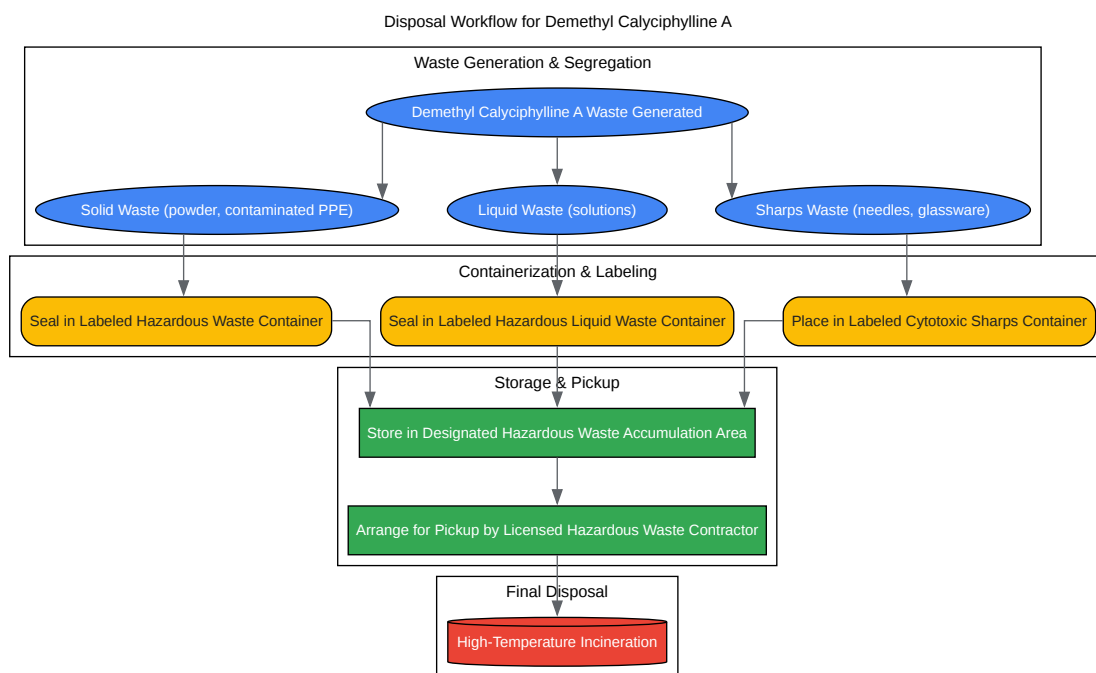 Disposal Workflow for Demethyl Calyciphylline A
Waste Generation & Segregation
Demethyl Calyciphylline A Waste Generated
Solid Waste (powder, contaminated PPE)
Liquid Waste (solutions)
Sharps Waste (needles, glassware)
Containerization & Labeling
Seal in Labeled Hazardous Waste Container
Seal in Labeled Hazardous Liquid Waste Container
Place in Labeled Cytotoxic Sharps Container
Storage & Pickup
Store in Designated Hazardous Waste Accumulation Area
Arrange for Pickup by Licensed Hazardous Waste Contractor
Final Disposal
High-Temperature Incineration